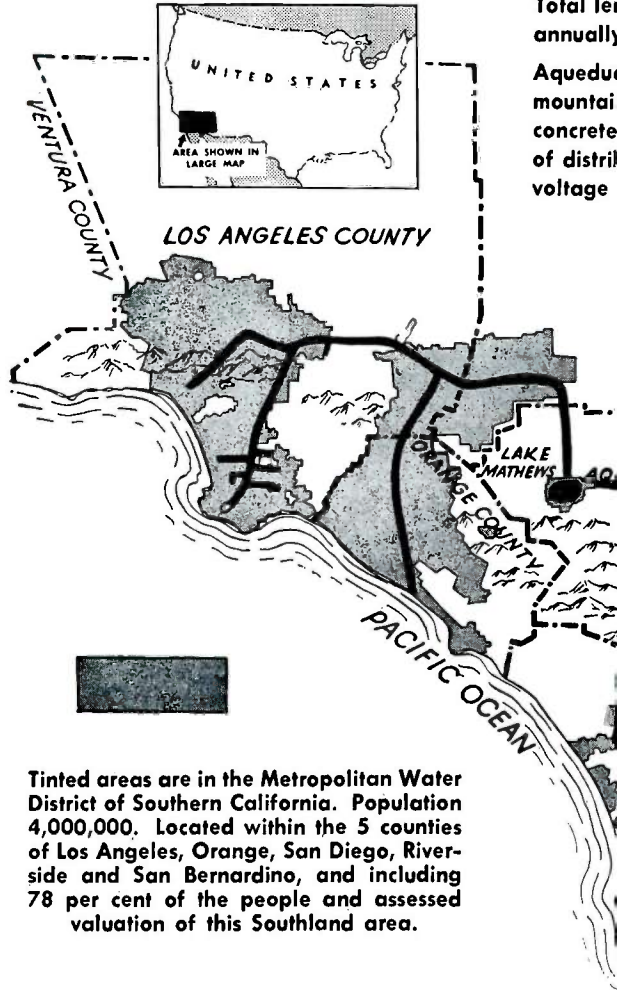 Total
annually
of
voltage
UNITED STATES
AREA SHOWN IN
LARGE MAP
VENTURA COUNTY
LOS ANGELES COUNTY
LAKE
MATHEWS
ORANGE COUNTY
PACIFIC OCEAN
Tinted areas are in the Metropolitan Water
District of Southern California. Population
4,000,000. Located within the 5 counties
of Los Angeles, Orange, San Diego, River-
side and San Bernardino, and including
78 per cent of the people and assessed
valuation of this Southland area.